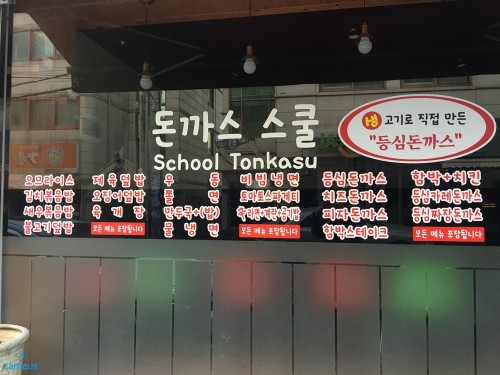 돈까스 스쿨
School Tonkasu
냉 고기로 직접 만든
"등심돈까스"
오므라이스 제육덮밥 우동 비빔냉면 등심돈까스 함박+치킨
김치볶음밥 오징어덮밥 쫄면 토마토스파게티 치즈돈까스 등심카레돈까스
새우볶음밥 육개장 만두국+(밥) 피자돈까스 등심짜장돈까스
불고기덮밥 모든 메뉴 포장됩니다 물냉면 모든 메뉴 포장됩니다 함박스테이크 모든 메뉴 포장됩니다